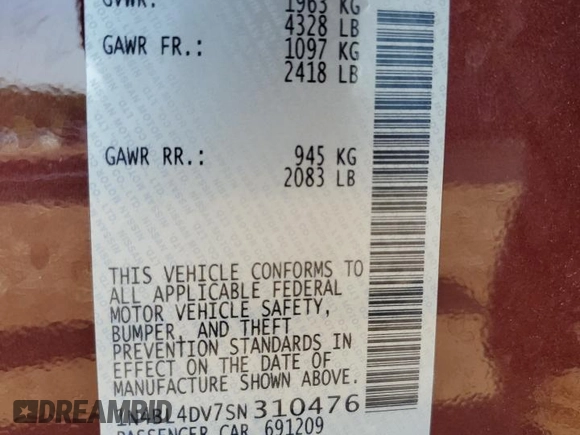 GVWR: 1963 KG
4328 LB
GAWR FR.: 1097 KG
2418 LB
GAWR RR.: 945 KG
2083 LB
THIS VEHICLE CONFORMS TO
ALL APPLICABLE FEDERAL
MOTOR VEHICLE SAFETY,
BUMPER, AND THEFT
PREVENTION STANDARDS IN
EFFECT ON THE DATE OF
MANUFACTURE SHOWN ABOVE.
1N4BL4DV7SN310476
PASSENGER CAR 691209
DREAMBID